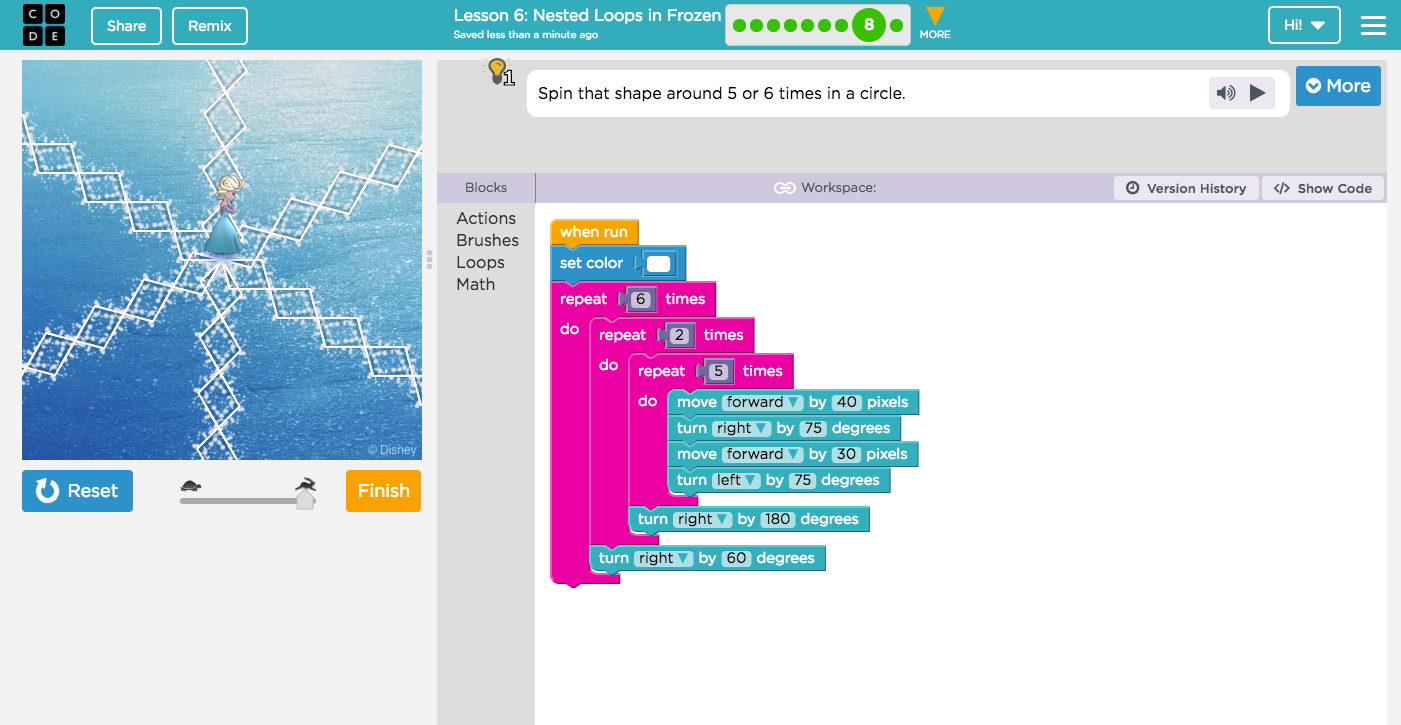 CO
DE
Share
Remix
Lesson 6: Nested Loops in Frozen
Saved less than a minute ago
8
MORE
Hi!
1
Spin that shape around 5 or 6 times in a circle.
More
Blocks
Workspace:
Version History
</> Show Code
Actions
Brushes
Loops
Math
when run
set color
repeat 6 times
do
repeat 2 times
do
repeat 5 times
do
move forward by 40 pixels
turn right by 75 degrees
move forward by 30 pixels
turn left by 75 degrees
turn right by 180 degrees
turn right by 60 degrees
© Disney
Reset
Finish